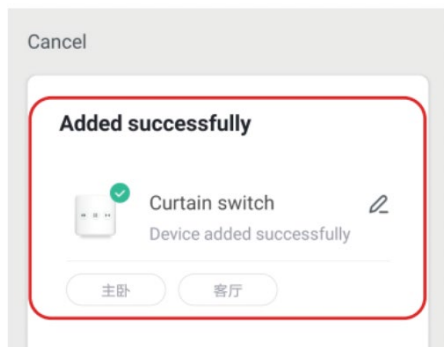 Cancel
Added successfully
Curtain switch
Device added successfully
主卧 客厅